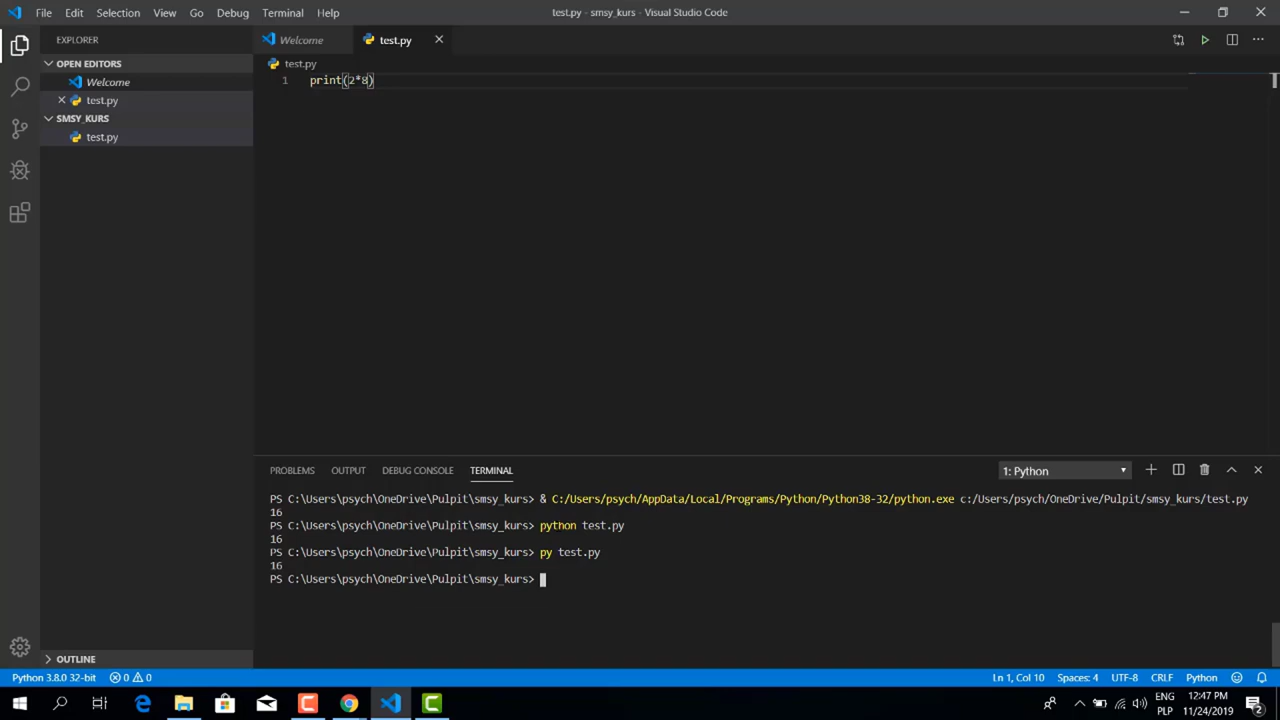 File Edit Selection View Go Debug Terminal Help
test.py - smsy_kurs - Visual Studio Code
EXPLORER
OPEN EDITORS
Welcome
test.py
SMSY_KURS
test.py
OUTLINE
Welcome test.py
test.py
1 print(2*8)
PROBLEMS OUTPUT DEBUG CONSOLE TERMINAL
1: Python
PS C:\Users\psych\OneDrive\Pulpit\smsy_kurs> & C:/Users/psych/AppData/Local/Programs/Python/Python38-32/python.exe c:/Users/psych/OneDrive/Pulpit/smsy_kurs/test.py
16
PS C:\Users\psych\OneDrive\Pulpit\smsy_kurs> python test.py
16
PS C:\Users\psych\OneDrive\Pulpit\smsy_kurs> py test.py
16
PS C:\Users\psych\OneDrive\Pulpit\smsy_kurs>
Python 3.8.0 32-bit 0 0 Ln 1, Col 10 Spaces: 4 UTF-8 CRLF Python
ENG 12:47 PM
PLP 11/24/2019 2